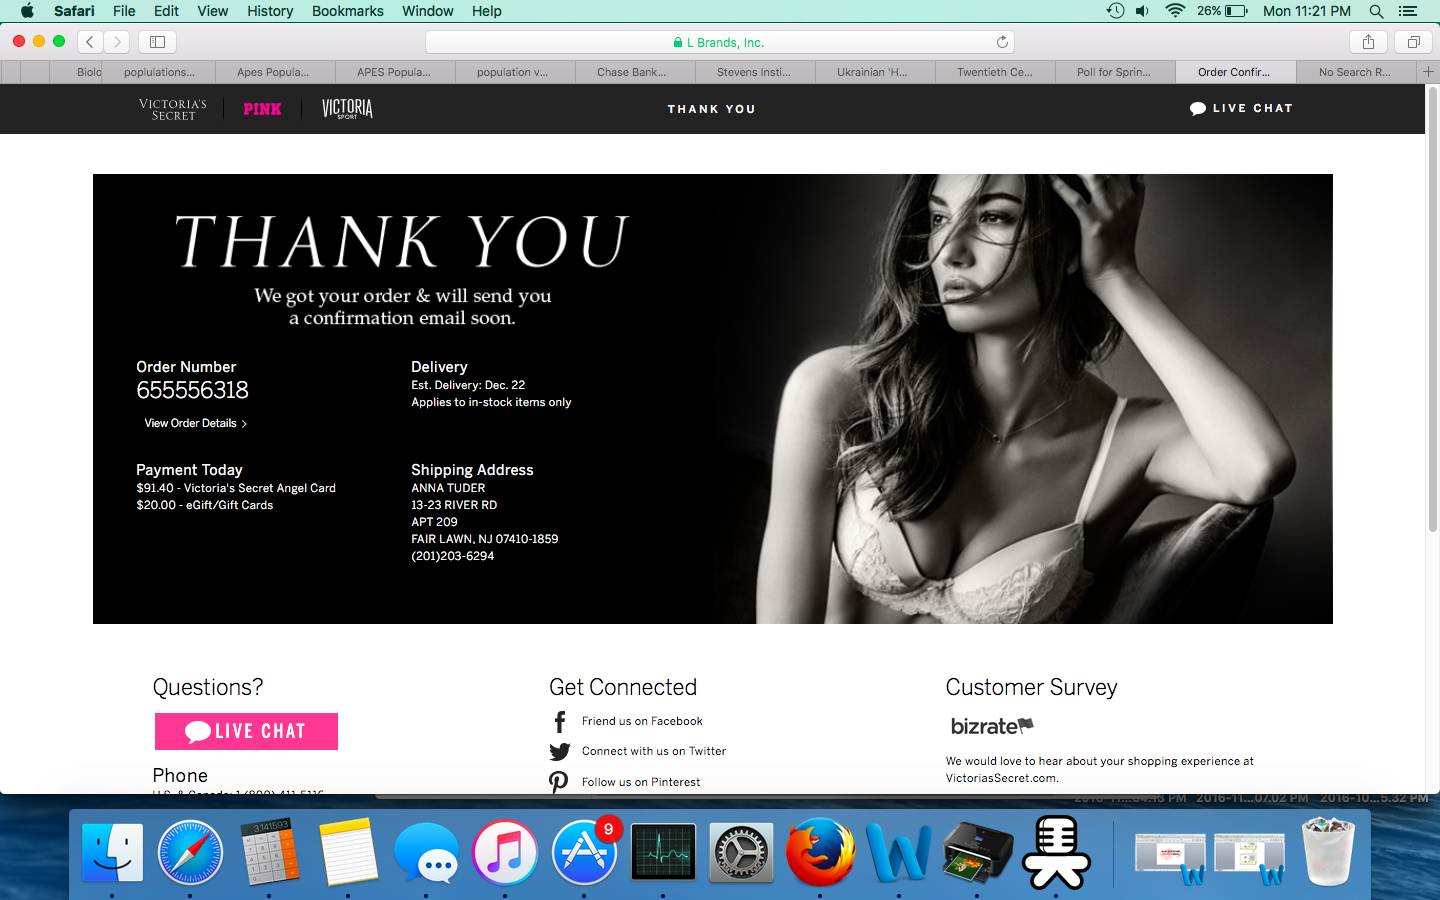 Safari File Edit View History Bookmarks Window Help
26% Mon 11:21 PM
L Brands, Inc.
Biolo
poplulations...
Apes Popula...
APES Popula...
population v...
Chase Bank...
Stevens Insti...
Ukrainian 'H...
Twentieth Ce...
Poll for Sprin...
Order Confir...
No Search R...
VICTORIA'S
SECRET
PINK
VICTORIA
SPORT
THANK YOU
LIVE CHAT
THANK YOU
We got your order & will send you
a confirmation email soon.
Order Number
655556318
View Order Details >
Delivery
Est. Delivery: Dec. 22
Applies to in-stock items only
Payment Today
$91.40 - Victoria's Secret Angel Card
$20.00 - eGift/Gift Cards
Shipping Address
ANNA TUDER
13-23 RIVER RD
APT 209
FAIR LAWN, NJ 07410-1859
(201)203-6294
Questions?
LIVE CHAT
Phone
U.S. & Canada: 1 (800) 411-5116
Get Connected
Friend us on Facebook
Connect with us on Twitter
Follow us on Pinterest
Customer Survey
bizrate
We would love to hear about your shopping experience at
VictoriasSecret.com.
2016-11...04.13 PM 2016-11...07.02 PM 2016-10...5.32 PM
3.141593
9